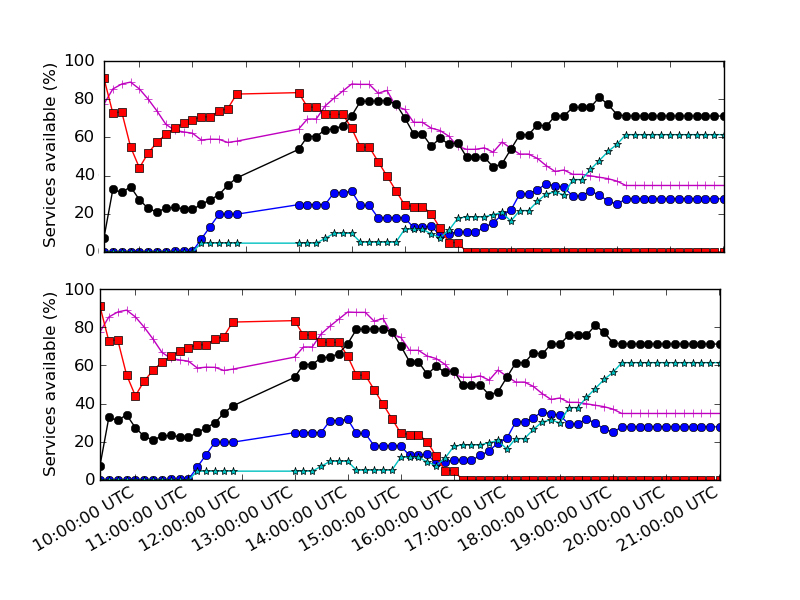 100
80
60
40
20
0
Services available (%)
100
80
60
40
20
0
Services available (%)
10:00:00 UTC
11:00:00 UTC
12:00:00 UTC
13:00:00 UTC
14:00:00 UTC
15:00:00 UTC
16:00:00 UTC
17:00:00 UTC
18:00:00 UTC
19:00:00 UTC
20:00:00 UTC
21:00:00 UTC